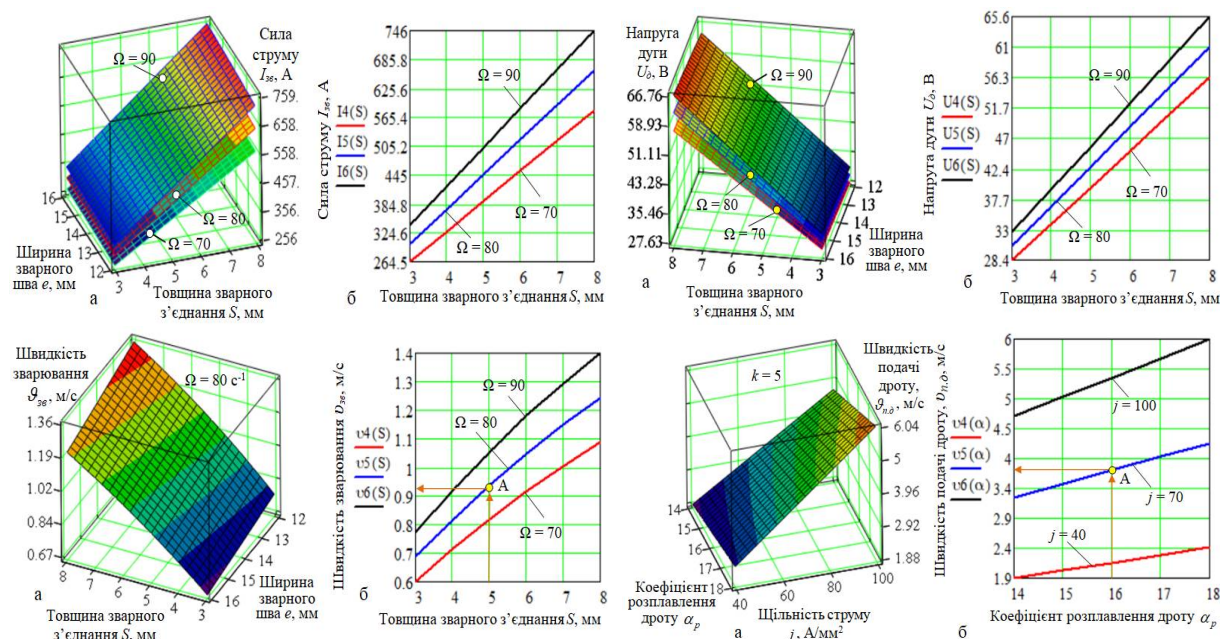 Сила
струму
Iзв, А
Ω = 90
759.
658.
558.
457.
356.
256
Ω = 80
Ω = 70
16
15
14
13
12
Ширина
зварного
шва e, мм
3 4 5 6 7 8
Товщина зварного
з’єднання S, мм
а
Сила струму Iзв, А
I4(S)
I5(S)
I6(S)
746
685.8
625.6
565.4
505.2
445
384.8
324.6
264.5
Ω = 90
Ω = 70
Ω = 80
3 4 5 6 7 8
б
Товщина зварного з’єднання S, мм
Напруга
дуги
Uд, В
66.76
58.93
51.11
43.28
35.46
27.63
Ω = 90
Ω = 80
Ω = 70
12
13
14
15
16
Ширина
зварного
шва e, мм
8 7 6 5 4 3
Товщина зварного
з’єднання S, мм
а
Напруга дуги Uд, В
U4(S)
U5(S)
U6(S)
65.6
61
56.3
51.7
47
42.4
37.7
33
28.4
Ω = 90
Ω = 70
Ω = 80
3 4 5 6 7 8
б
Товщина зварного з’єднання S, мм
Швидкість
зварювання
ϑзв, м/с
1.36
1.19
1.02
0.84
0.67
Ω = 80 с-1
12
13
14
15
16
Ширина
зварного
шва e, мм
8 7 6 5 4 3
Товщина зварного
з’єднання S, мм
а
Швидкість зварювання υзв, м/с
υ4(S)
υ5(S)
υ6(S)
1.4
1.3
1.2
1.1
1
0.9
0.8
0.7
0.6
Ω = 90
Ω = 80
А
Ω = 70
3 4 5 6 7 8
б
Товщина зварного з’єднання S, мм
k = 5
Швидкість
подачі
дроту,
ϑп.д, м/с
6.04
5
3.96
2.92
1.88
14
15
16
17
18
Коефіцієнт
розплавлення
дроту αр
40 60 80 100
Щільність струму
j, А/мм2
а
Швидкість подачі дроту, υп.д, м/с
υ4(α)
υ5(α)
υ6(α)
6
5.5
5
4.5
4
3.4
2.9
2.4
1.9
j = 100
А
j = 70
j = 40
14 15 16 17 18
Коефіцієнт розплавлення дроту αр
б